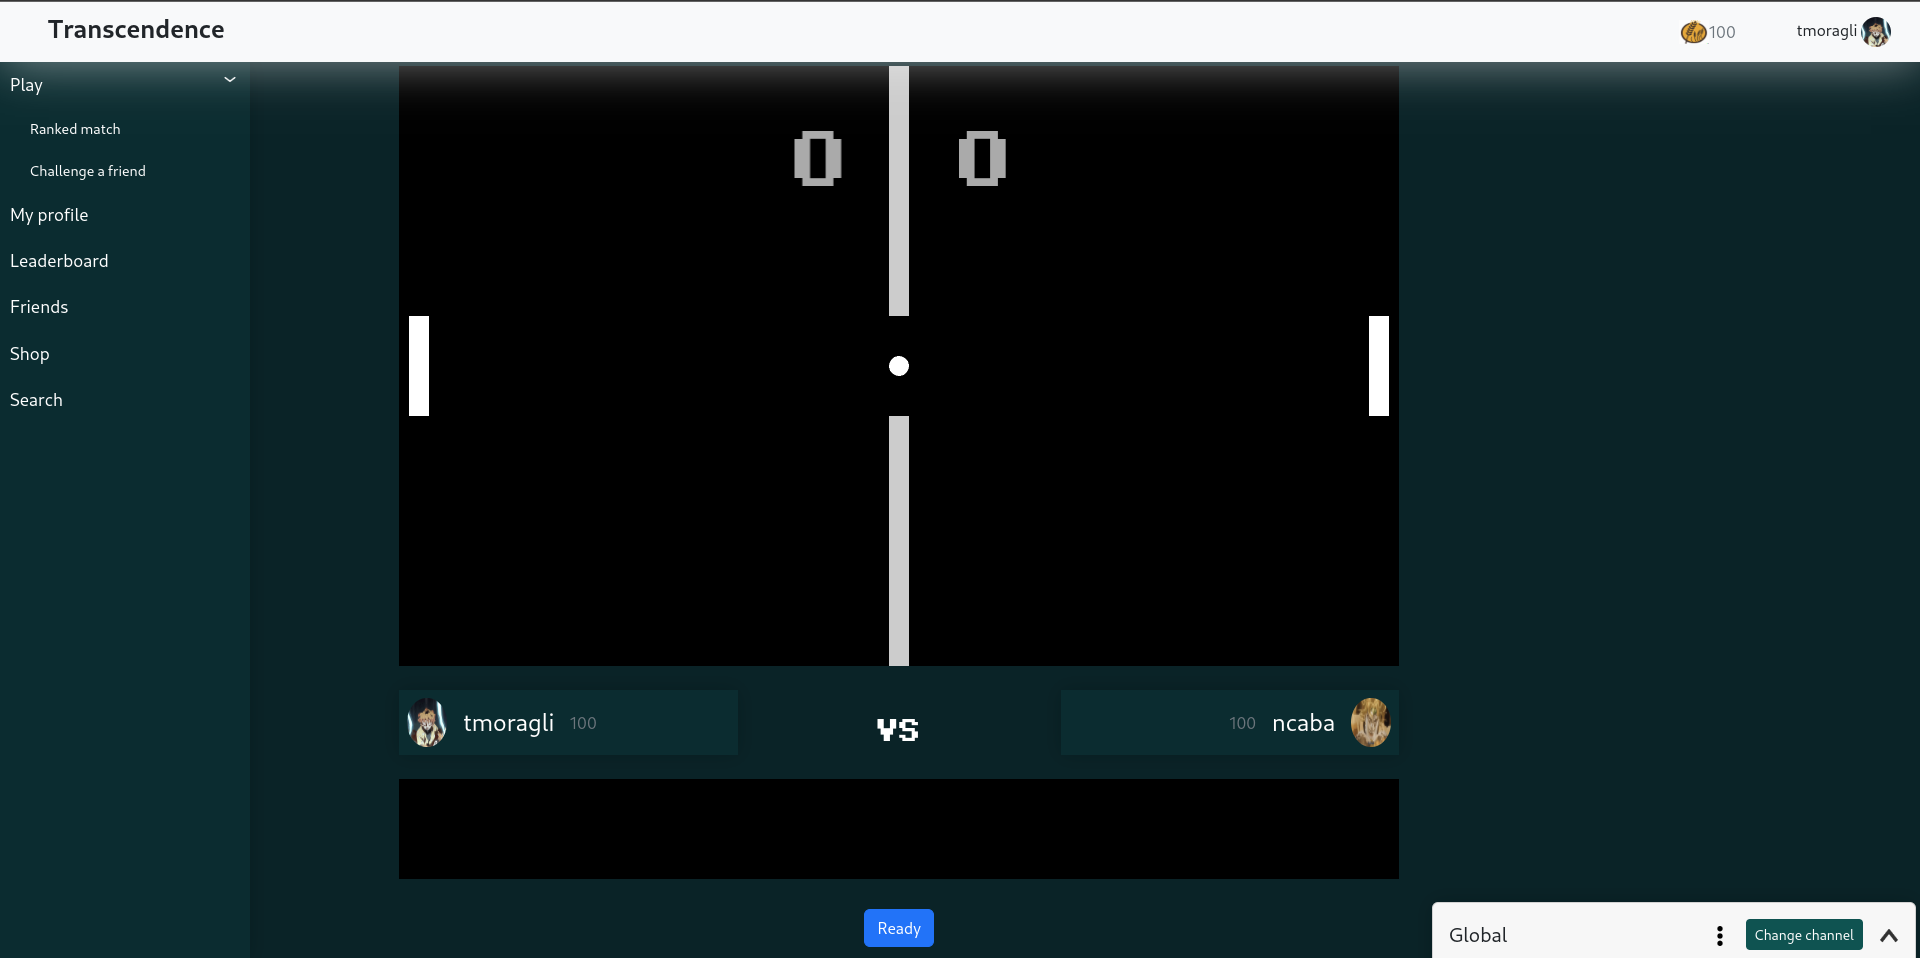 Transcendence
100
tmoragli
Play
Ranked match
Challenge a friend
My profile
Leaderboard
Friends
Shop
Search
0 0
tmoragli 100
vs
100 ncaba
Ready
Global
Change channel